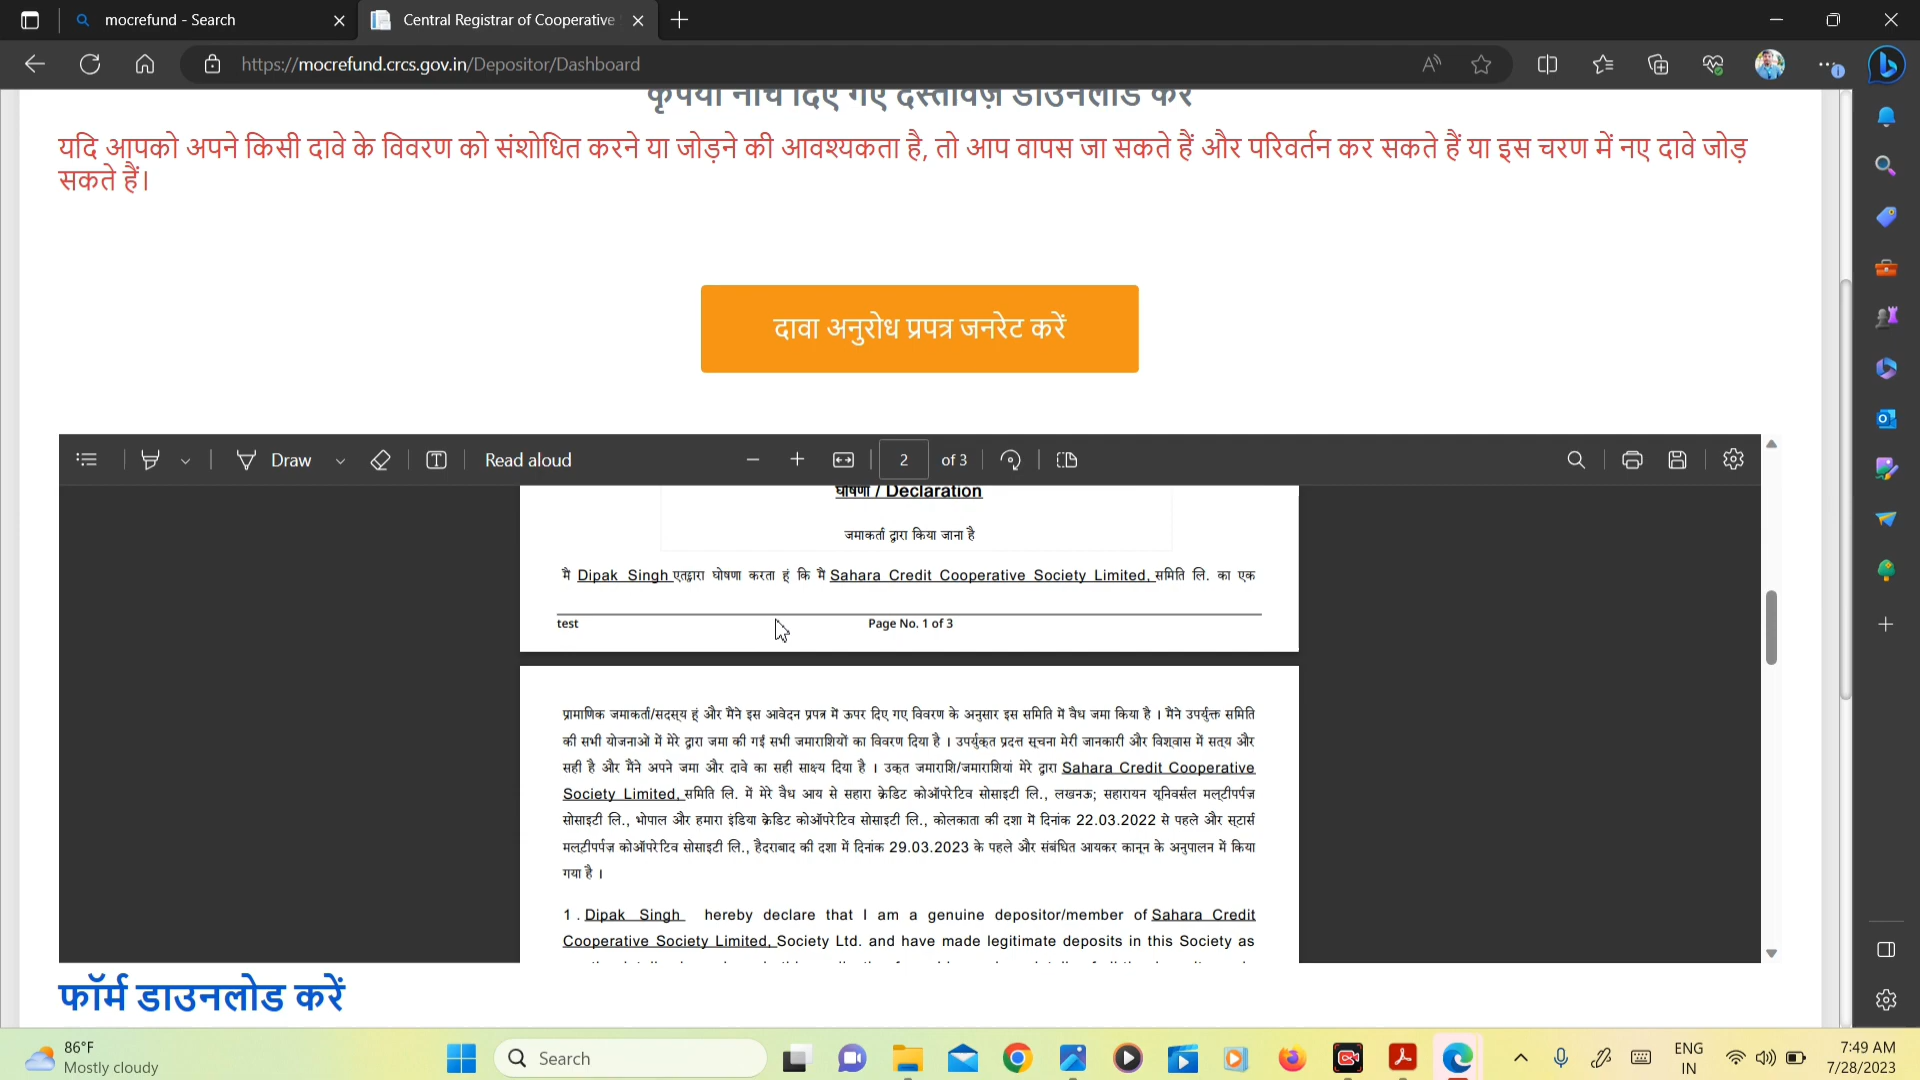 mocrefund - Search
Central Registrar of Cooperative
https://mocrefund.crcs.gov.in/Depositor/Dashboard
कृपया नीचे दिए गए दस्तावेज़ डाउनलोड करें
यदि आपको अपने किसी दावे के विवरण को संशोधित करने या जोड़ने की आवश्यकता है, तो आप वापस जा सकते हैं और परिवर्तन कर सकते हैं या इस चरण में नए दावे जोड़
सकते हैं।
दावा अनुरोध प्रपत्र जनरेट करें
Draw
Read aloud
2 of 3
घोषणा / Declaration
जमाकर्ता द्वारा किया जाना है
मै Dipak Singh एतद्वारा घोषणा करता हूं कि मै Sahara Credit Cooperative Society Limited, समिति लि. का एक
test
Page No. 1 of 3
प्रामाणिक जमाकर्ता/सदस्य हूं और मैंने इस आवेदन प्रपत्र में ऊपर दिए गए विवरण के अनुसार इस समिति में वैध जमा किया है । मैंने उपर्युक्त समिति
की सभी योजनाओं में मेरे द्वारा जमा की गई सभी जमाराशियों का विवरण दिया है । उपर्युक्त प्रदत्त सूचना मेरी जानकारी और विश्वास में सत्य और
सही है और मैंने अपने जमा और दावे का सही साक्ष्य दिया है । उक्त जमाराशि/जमाराशियां मेरे द्वारा Sahara Credit Cooperative
Society Limited, समिति लि. में मेरे वैध आय से सहारा क्रेडिट कोऑपरेटिव सोसाइटी लि., लखनऊ; सहारायन यूनिवर्सल मल्टीपर्पज
सोसाइटी लि., भोपाल और हमारा इंडिया क्रेडिट कोऑपरेटिव सोसाइटी लि., कोलकाता की दशा में दिनांक 22.03.2022 से पहले और स्टार्स
मल्टीपर्पज कोऑपरेटिव सोसाइटी लि., हैदराबाद की दशा में दिनांक 29.03.2023 के पहले और संबंधित आयकर कानून के अनुपालन में किया
गया है ।
1 . Dipak Singh hereby declare that I am a genuine depositor/member of Sahara Credit
Cooperative Society Limited, Society Ltd. and have made legitimate deposits in this Society as
फॉर्म डाउनलोड करें
86°F
Mostly cloudy
Search
ENG
IN
7:49 AM
7/28/2023